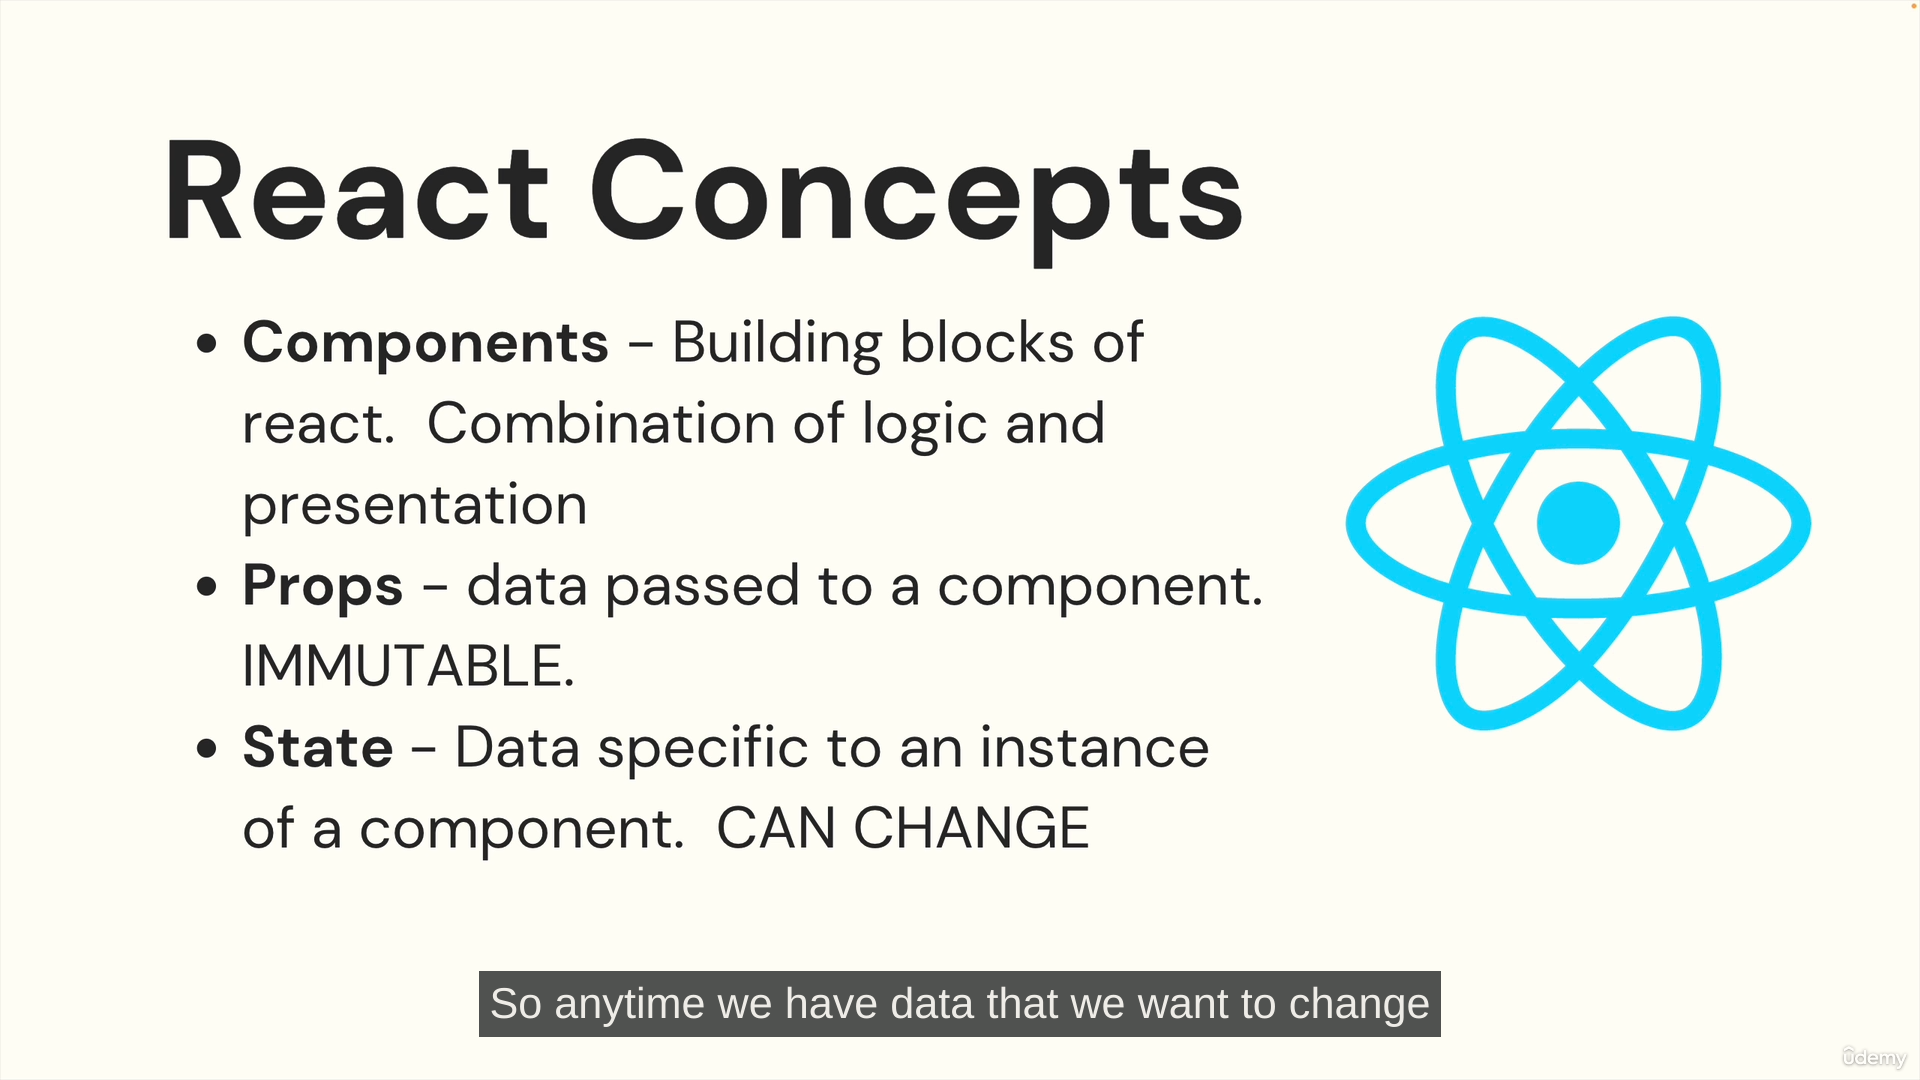 React Concepts
• Components - Building blocks of
react.  Combination of logic and
presentation
• Props - data passed to a component.
IMMUTABLE.
• State - Data specific to an instance
of a component.  CAN CHANGE
So anytime we have data that we want to change
ûdemy